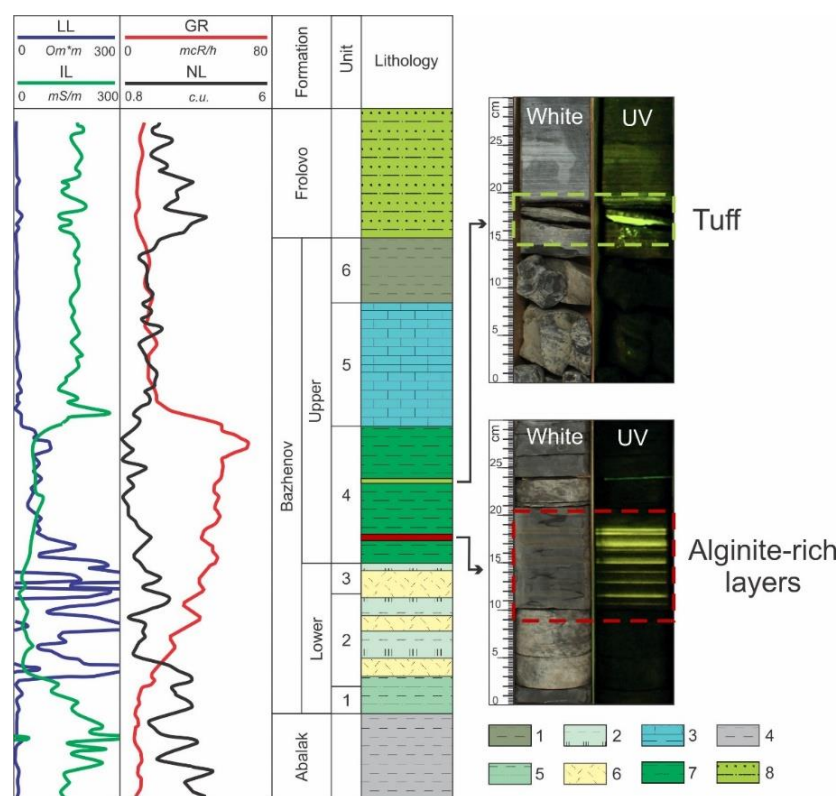 LL
0 Om*m 300
IL
0 mS/m 300
GR
0 mcR/h 80
NL
0.8 c.u. 6
Formation
Unit
Lithology
Frolovo
Bazhenov
Upper
Lower
Abalak
6
5
4
3
2
1
cm
25
20
15
10
5
0
White
UV
Tuff
cm
25
20
15
10
5
0
White
UV
Alginite-rich
layers
1
2
3
4
5
6
7
8